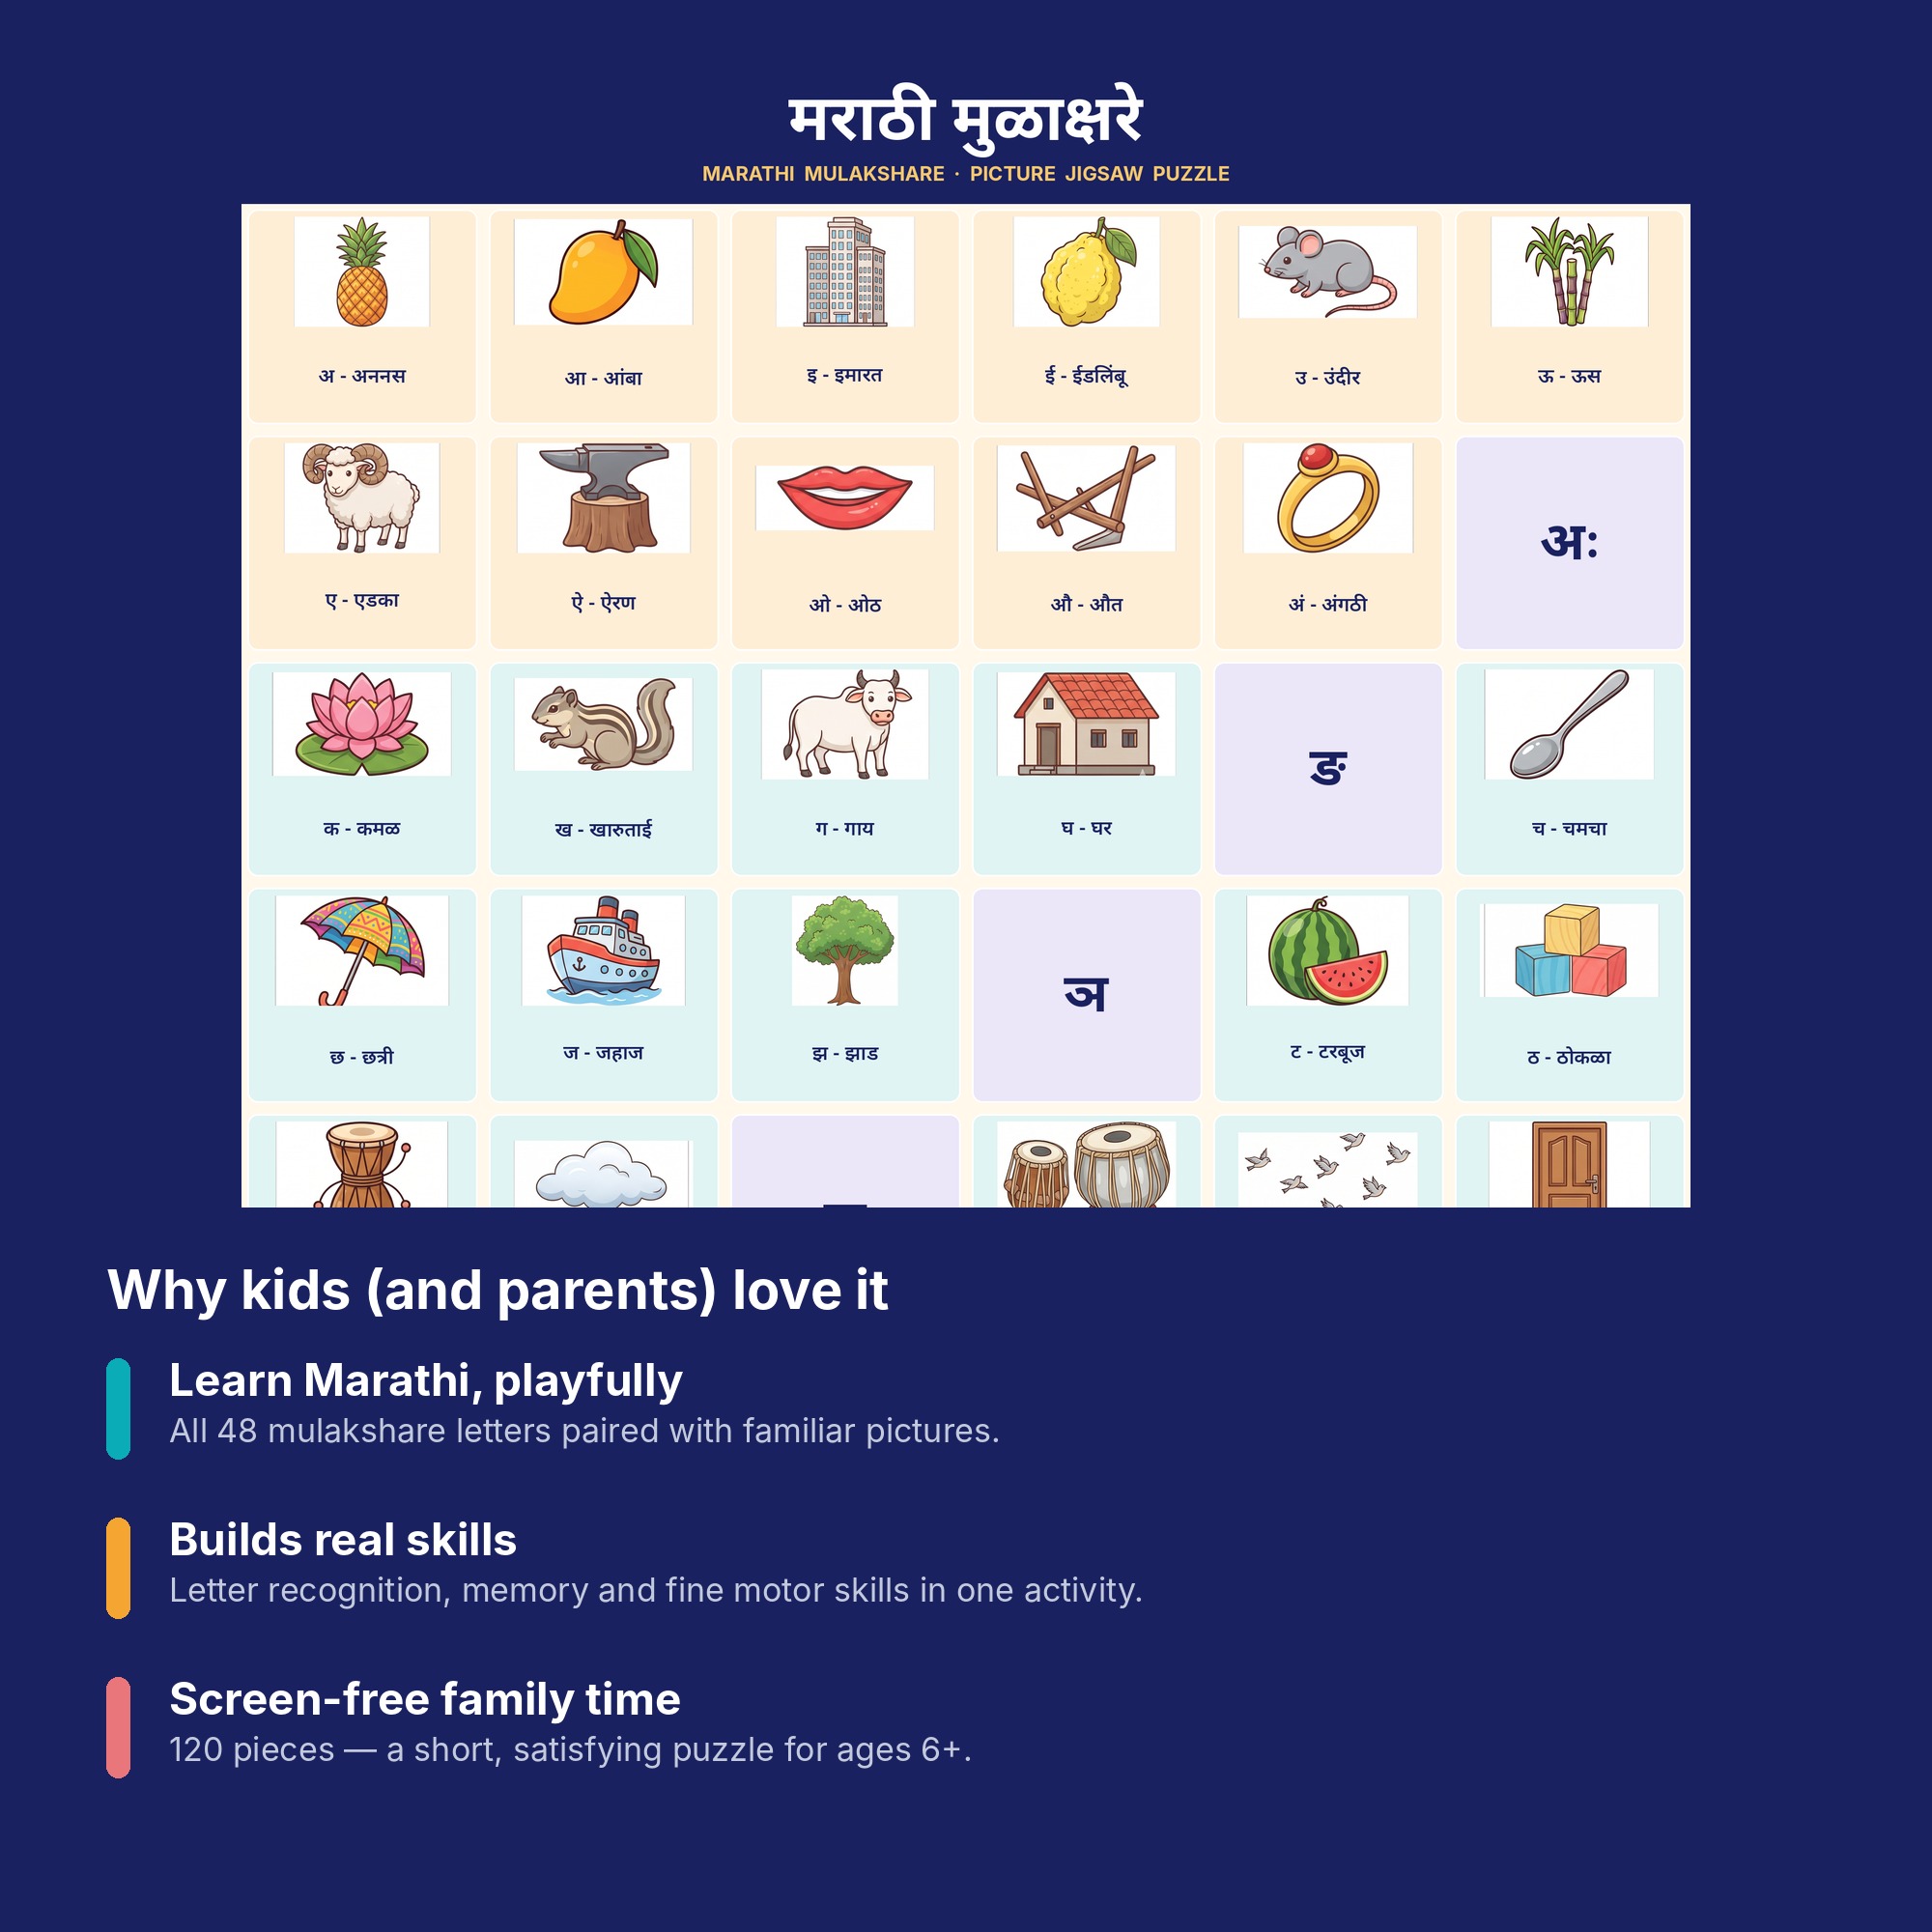 मराठी मुळाक्षरे
MARATHI MULAKSHARE · PICTURE JIGSAW PUZZLE
अ - अननस
आ - आंबा
इ - इमारत
ई - ईडलिंबू
उ - उंदीर
ऊ - ऊस
ए - एडका
ऐ - ऐरण
ओ - ओठ
औ - औत
अं - अंगठी
अः
क - कमळ
ख - खारुताई
ग - गाय
घ - घर
ङ
च - चमचा
छ - छत्री
ज - जहाज
झ - झाड
ञ
ट - टरबूज
ठ - ठोकळा
Why kids (and parents) love it
Learn Marathi, playfully
All 48 mulakshare letters paired with familiar pictures.
Builds real skills
Letter recognition, memory and fine motor skills in one activity.
Screen-free family time
120 pieces — a short, satisfying puzzle for ages 6+.